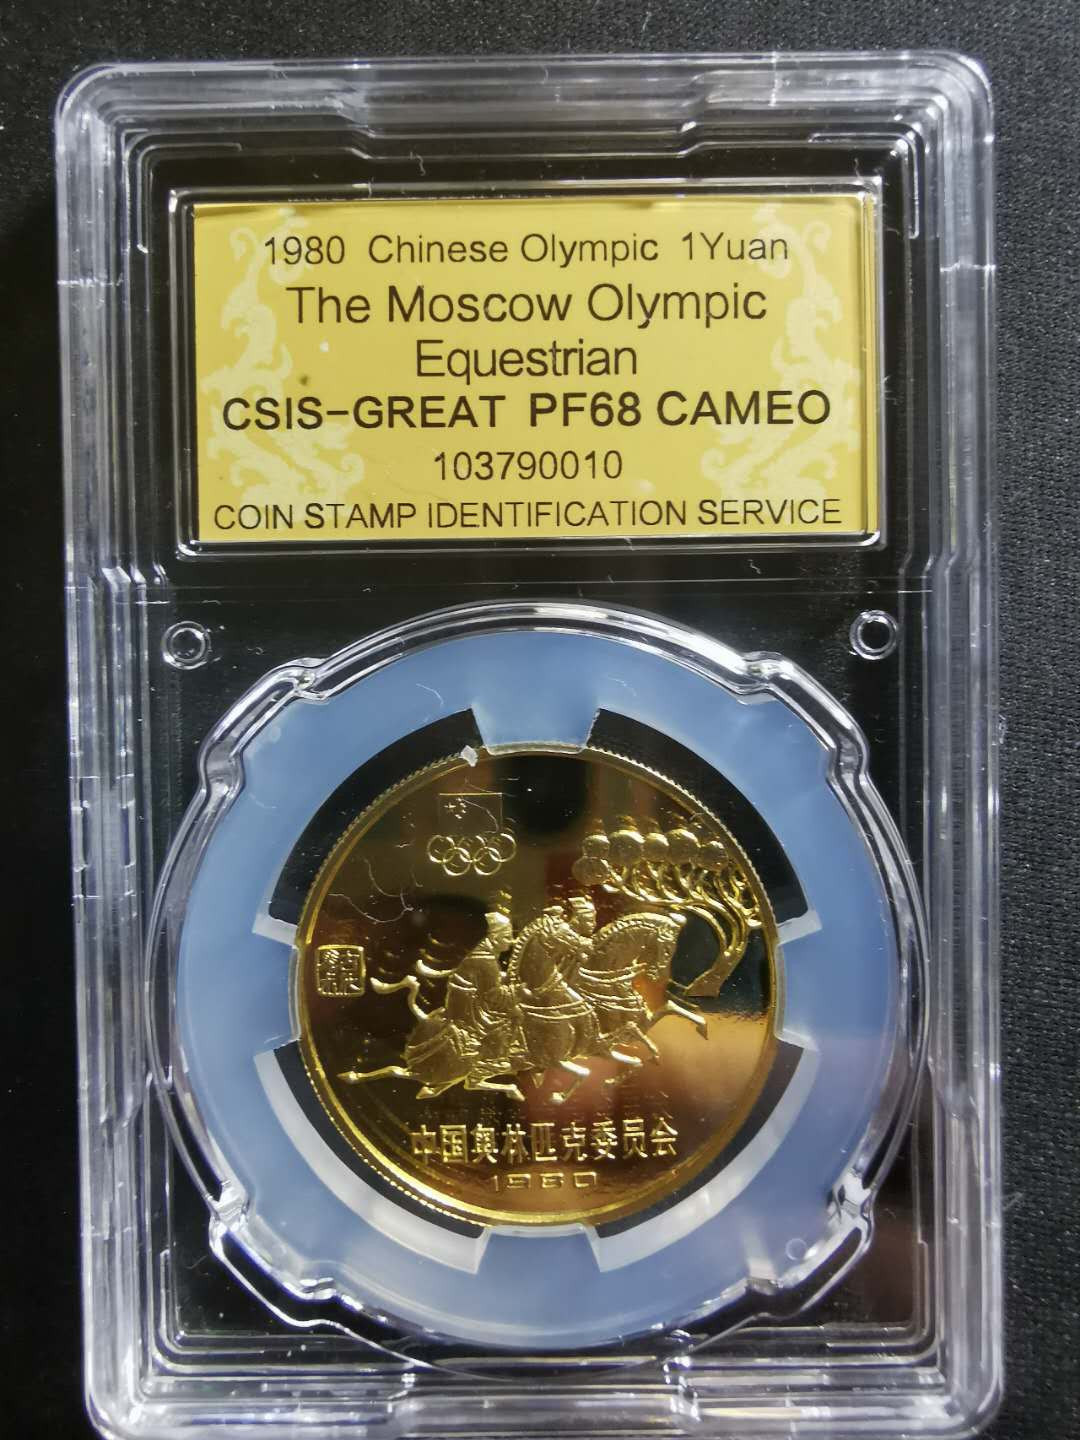 1980 Chinese Olympic 1Yuan
The Moscow Olympic
Equestrian
CSIS-GREAT PF68 CAMEO
103790010
COIN STAMP IDENTIFICATION SERVICE
中国奥林匹克委员会
1980